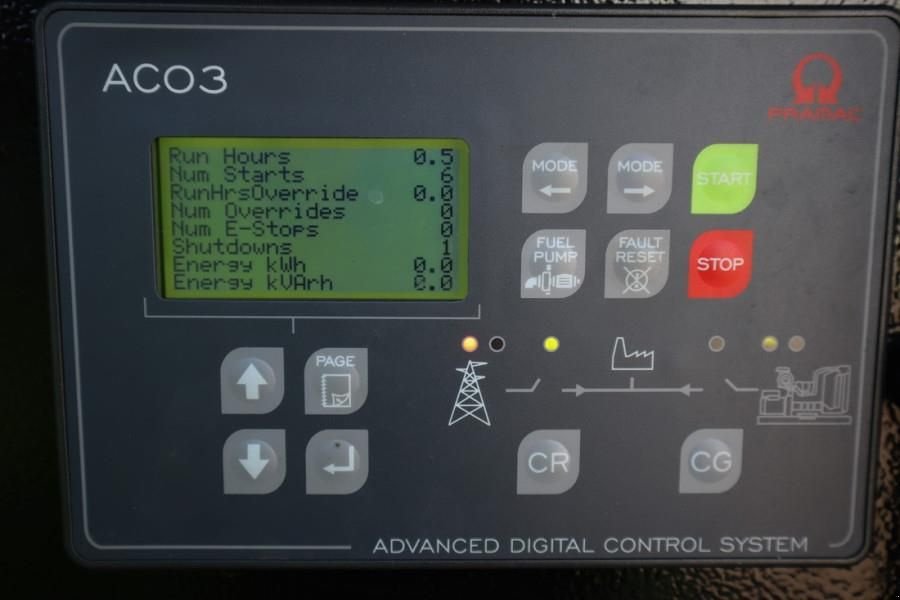 ACO3
PRAMAC
Run Hours 0.5
Num Starts 6
RunHrsOverride 0.0
Num Overrides 0
Num E-Stops 0
Shutdowns 1
Energy kWh 0.0
Energy kVArh 0.0
MODE
MODE
START
FUEL
PUMP
FAULT
RESET
STOP
PAGE
CR
CG
ADVANCED DIGITAL CONTROL SYSTEM